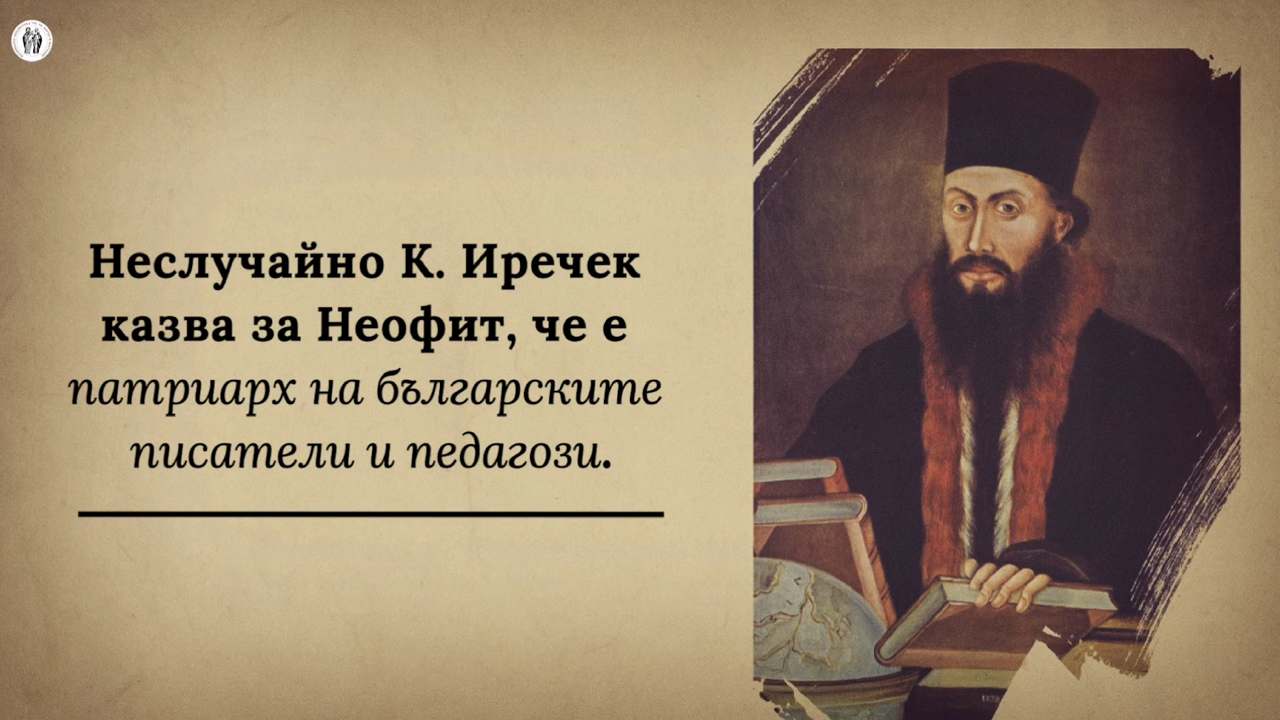 Неслучайно К. Иречек
казва за Неофит, че е
патриарх на българските
писатели и педагози.